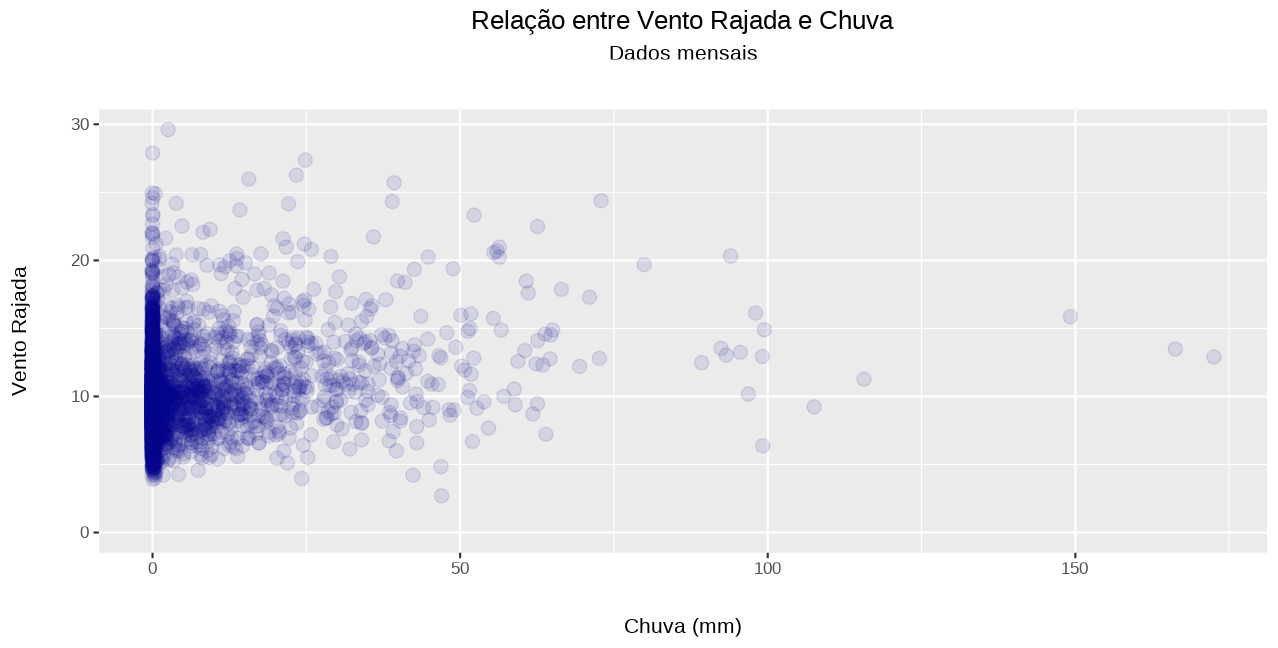 Relação entre Vento Rajada e Chuva
Dados mensais
Vento Rajada
30
20
10
0
0 50 100 150
Chuva (mm)